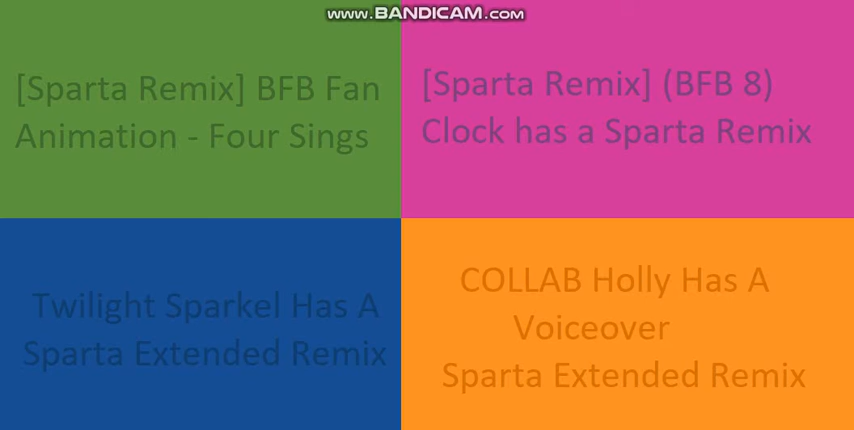 www.BANDICAM.com
[Sparta Remix] BFB Fan
Animation - Four Sings
[Sparta Remix] (BFB 8)
Clock has a Sparta Remix
Twilight Sparkel Has A
Sparta Extended Remix
COLLAB Holly Has A
Voiceover
Sparta Extended Remix